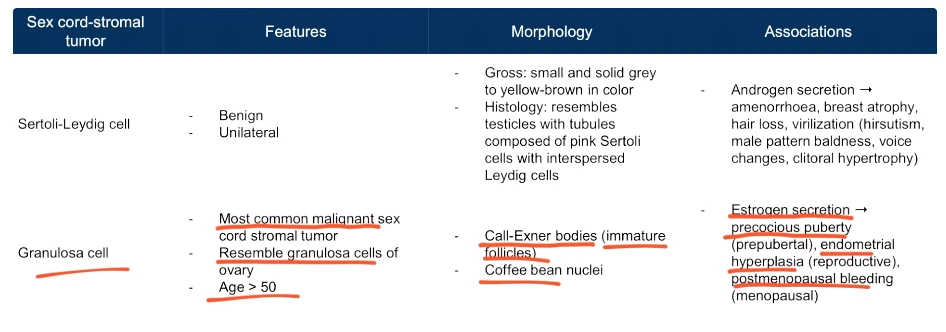 Sex cord-stromal
tumor
Features
Morphology
Associations
Sertoli-Leydig cell
- Benign
- Unilateral
- Gross: small and solid grey
to yellow-brown in color
- Histology: resembles
testicles with tubules
composed of pink Sertoli
cells with interspersed
Leydig cells
- Androgen secretion →
amenorrhoea, breast atrophy,
hair loss, virilization (hirsutism,
male pattern baldness, voice
changes, clitoral hypertrophy)
Granulosa cell
- Most common malignant sex
cord stromal tumor
- Resemble granulosa cells of
ovary
- Age > 50
- Call-Exner bodies (immature
follicles)
- Coffee bean nuclei
- Estrogen secretion →
precocious puberty
(prepubertal), endometrial
hyperplasia (reproductive),
postmenopausal bleeding
(menopausal)